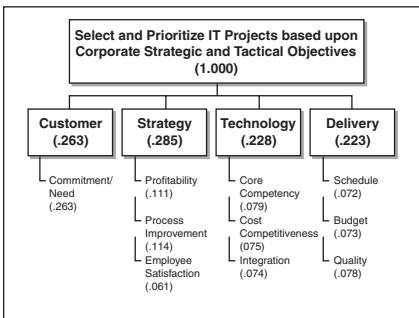 Select and Prioritize IT Projects based upon
Corporate Strategic and Tactical Objectives
(1.000)
Customer
(.263)
Strategy
(.285)
Technology
(.228)
Delivery
(.223)
Commitment/
Need
(.263)
Profitability
(.111)
Process
Improvement
(.114)
Employee
Satisfaction
(.061)
Core
Competency
(.079)
Cost
Competitiveness
(075)
Integration
(.074)
Schedule
(.072)
Budget
(.073)
Quality
(.078)